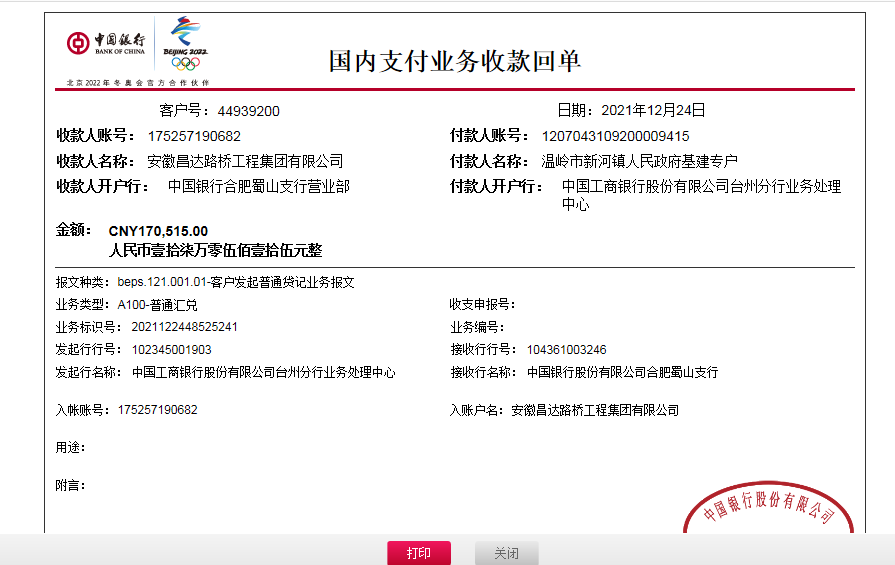 中国银行
BANK OF CHINA
BEIJING 2022
北京2022年冬奥会官方合作伙伴
国内支付业务收款回单
客户号：44939200 日期：2021年12月24日
收款人账号：175257190682 付款人账号：1207043109200009415
收款人名称：安徽昌达路桥工程集团有限公司 付款人名称：温岭市新河镇人民政府基建专户
收款人开户行：中国银行合肥蜀山支行营业部 付款人开户行：中国工商银行股份有限公司台州分行业务处理
中心
金额：CNY170,515.00
人民币壹拾柒万零伍佰壹拾伍元整
报文种类：beps.121.001.01-客户发起普通贷记业务报文
业务类型：A100-普通汇兑 收支申报号：
业务标识号：2021122448525241 业务编号：
发起行行号：102345001903 接收行行号：104361003246
发起行名称：中国工商银行股份有限公司台州分行业务处理中心 接收行名称：中国银行股份有限公司合肥蜀山支行
入帐账号：175257190682 入账户名：安徽昌达路桥工程集团有限公司
用途：
附言：
中国银行股份有限公司
打印 关闭